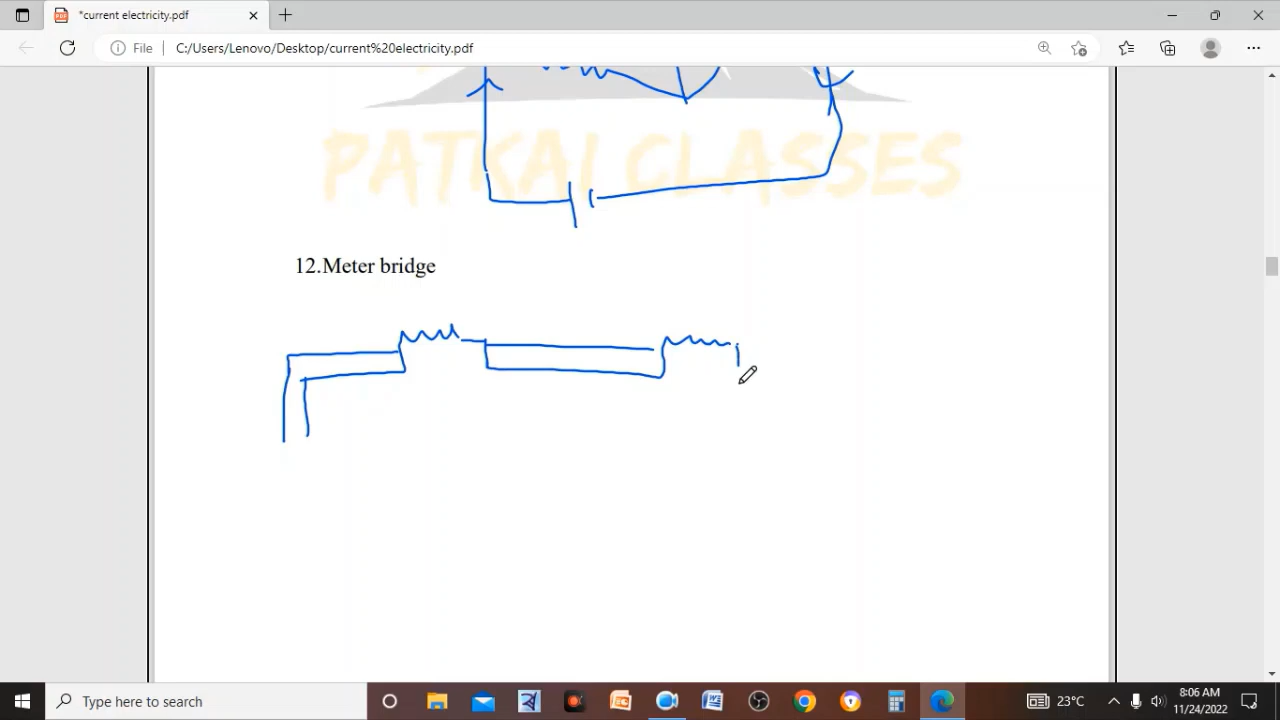 *current electricity.pdf
File
C:/Users/Lenovo/Desktop/current%20electricity.pdf
PATKAI CLASSES
12.Meter bridge
Type here to search
23°C
8:06 AM
11/24/2022